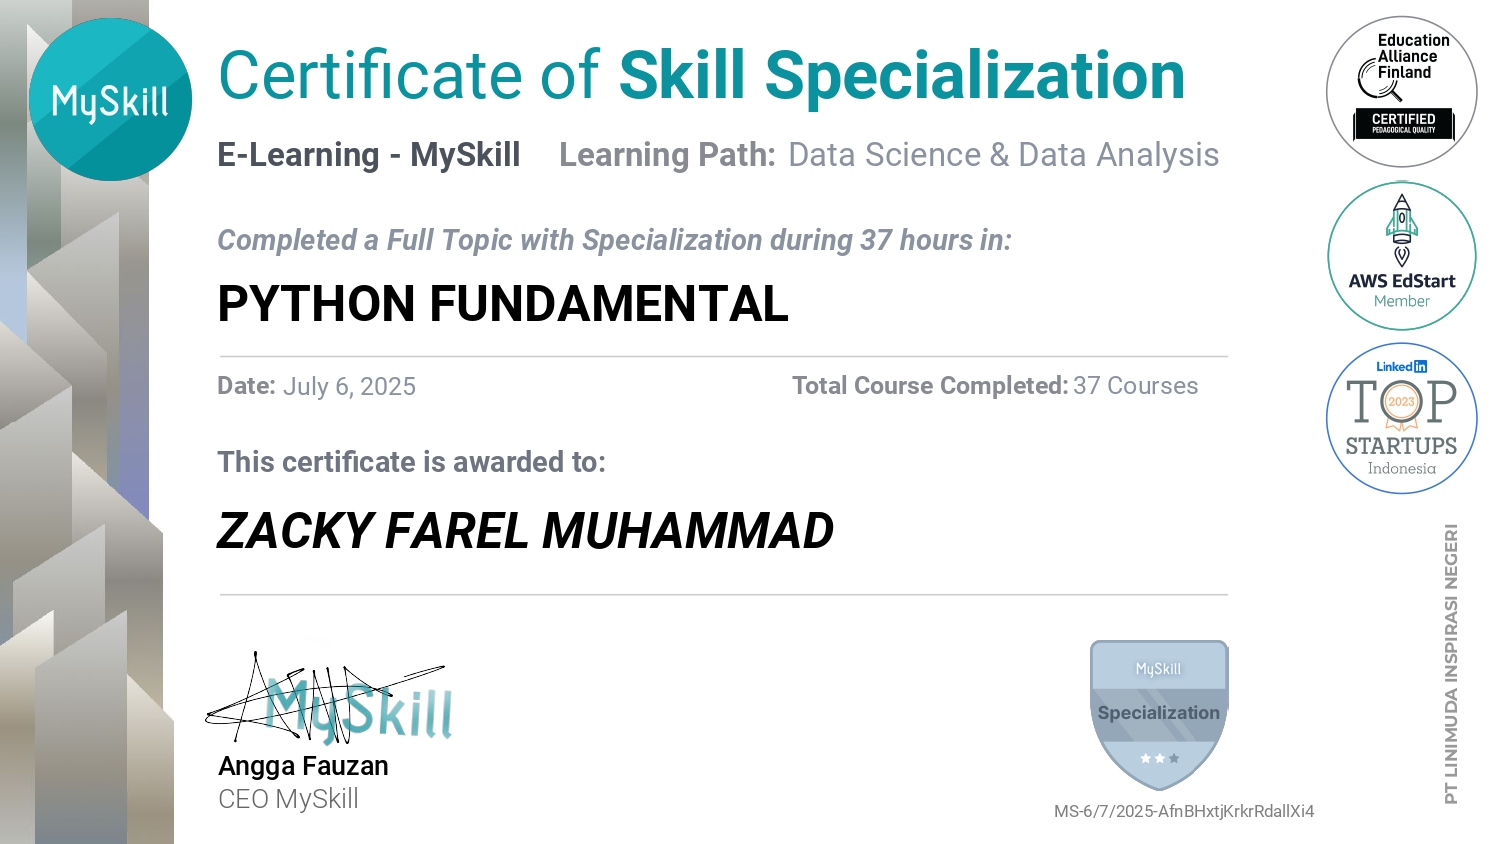 MySkill
Certificate of Skill Specialization
E-Learning - MySkill Learning Path: Data Science & Data Analysis
Completed a Full Topic with Specialization during 37 hours in:
PYTHON FUNDAMENTAL
Date: July 6, 2025
Total Course Completed: 37 Courses
This certificate is awarded to:
ZACKY FAREL MUHAMMAD
MySkill
Angga Fauzan
CEO MySkill
MySkill
Specialization
MS-6/7/2025-AfnBHxtjKrkrRdallXi4
Education
Alliance
Finland
CERTIFIED
PEDAGOGICAL QUALITY
AWS EdStart
Member
Linked in
TOP
2023
STARTUPS
Indonesia
PT LINIMUDA INSPIRASI NEGERI